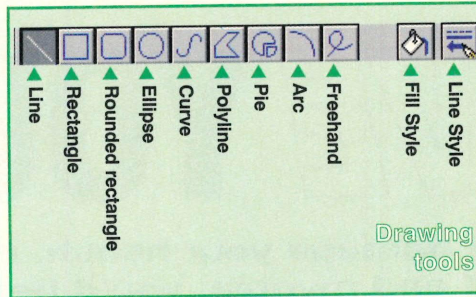 Line
Rectangle
Rounded rectangle
Ellipse
Curve
Polyline
Pie
Arc
Freehand
Fill Style
Line Style
Drawing
tools